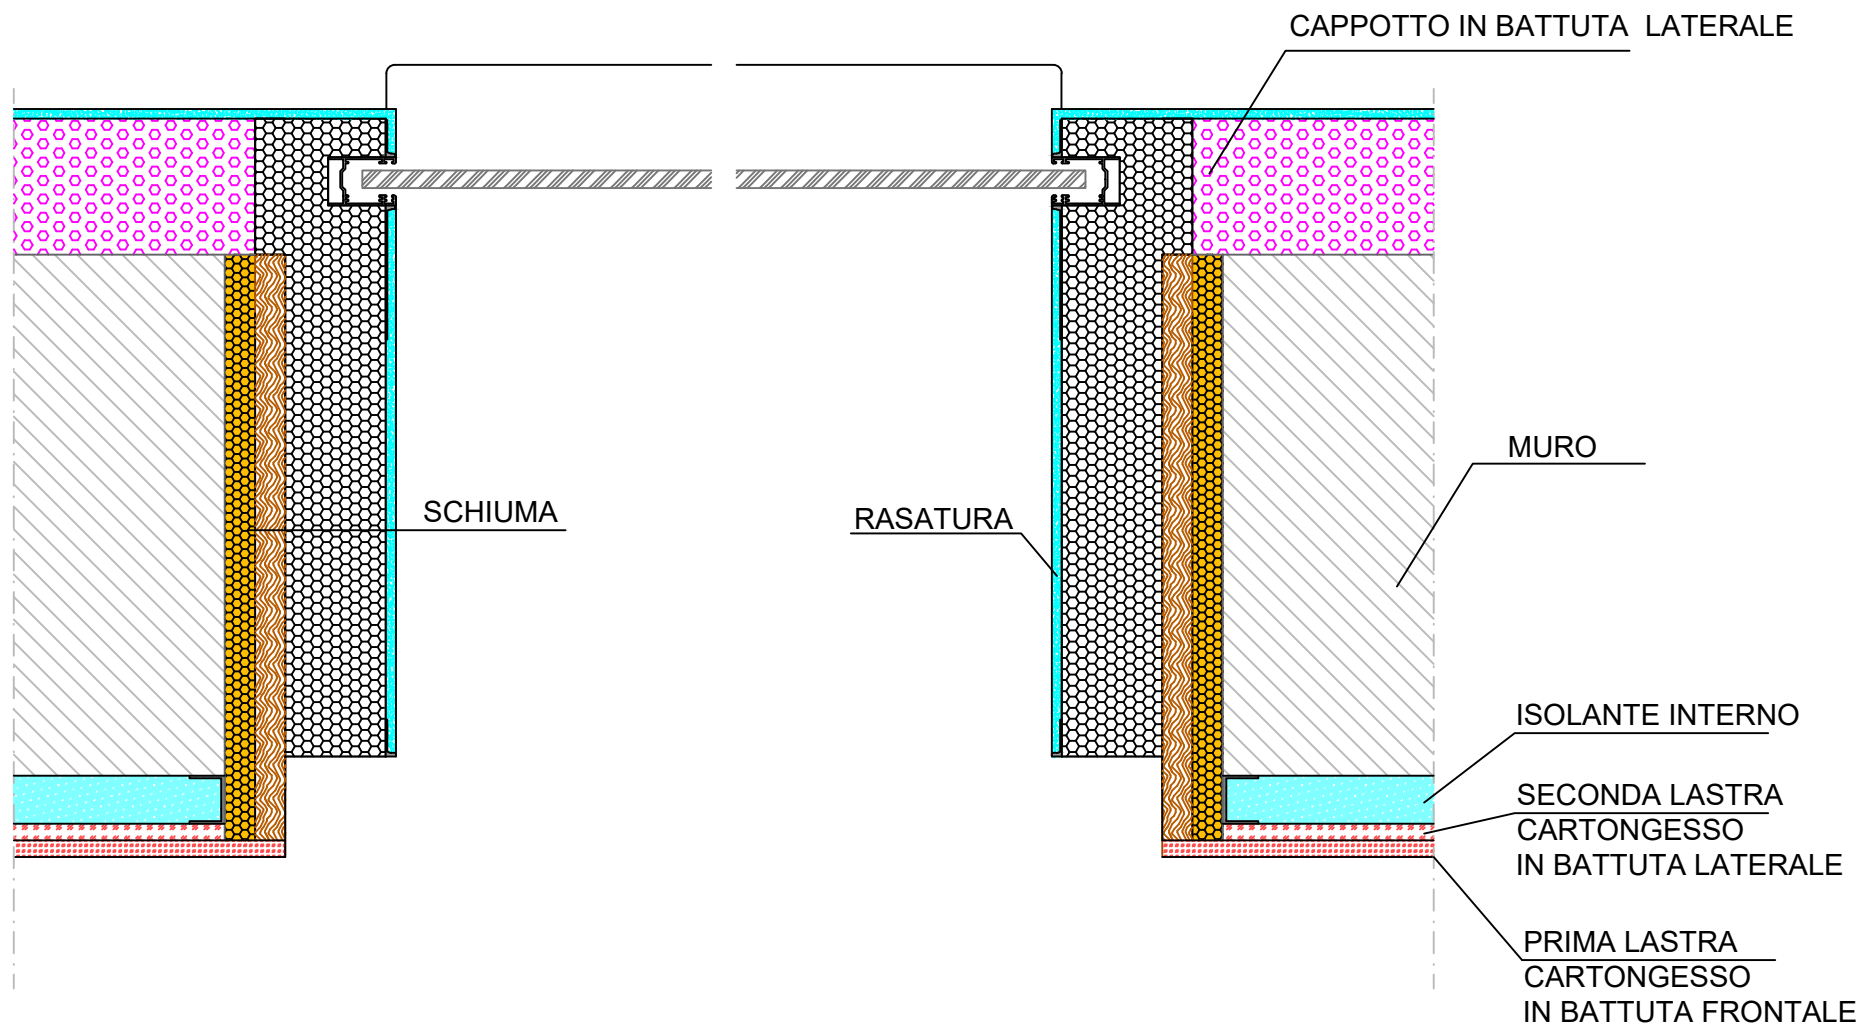 CAPPOTTO IN BATTUTA LATERALE
MURO
SCHIUMA
RASATURA
ISOLANTE INTERNO
SECONDA LASTRA
CARTONGESSO
IN BATTUTA LATERALE
PRIMA LASTRA
CARTONGESSO
IN BATTUTA FRONTALE